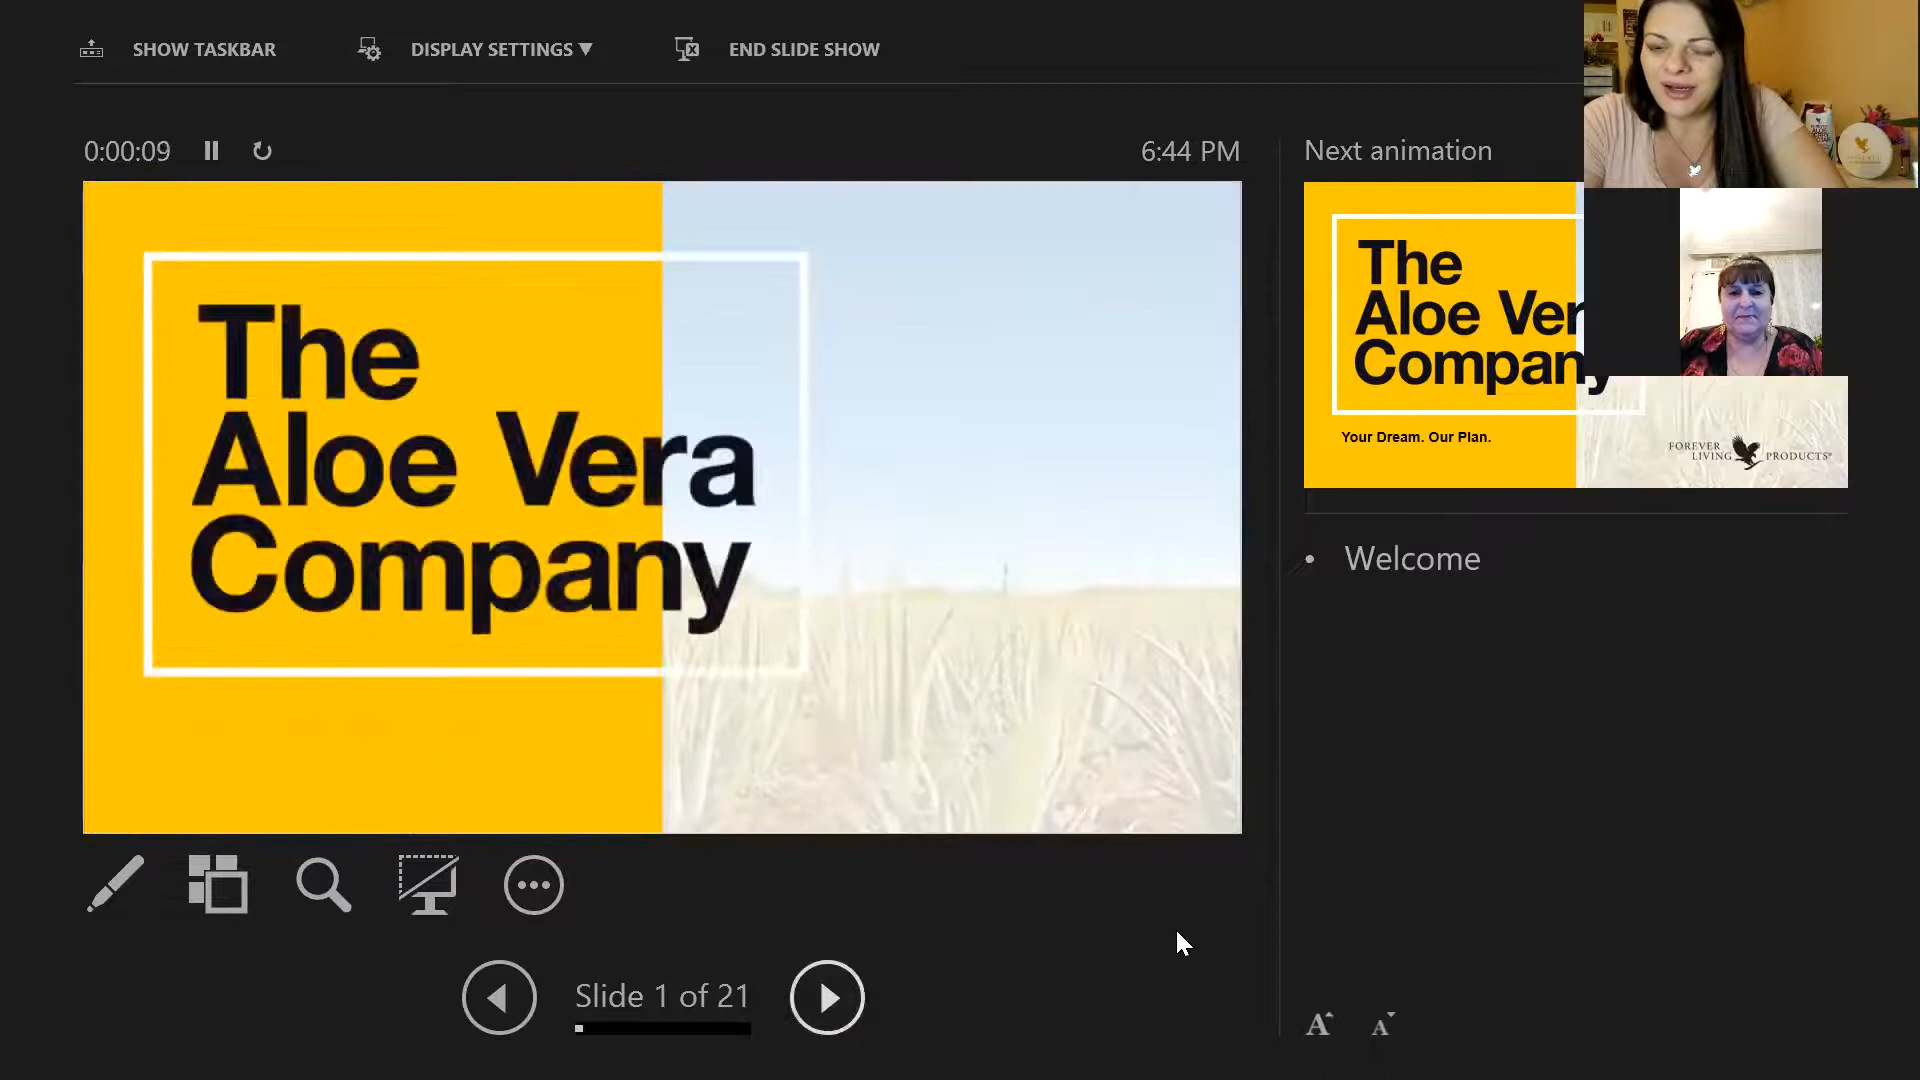 SHOW TASKBAR
DISPLAY SETTINGS ▼
END SLIDE SHOW
0:00:09
6:44 PM
Next animation
The
Aloe Vera
Company
The
Aloe Ver
Company
Your Dream. Our Plan.
FOREVER
LIVING PRODUCTS®
• Welcome
Slide 1 of 21
A A